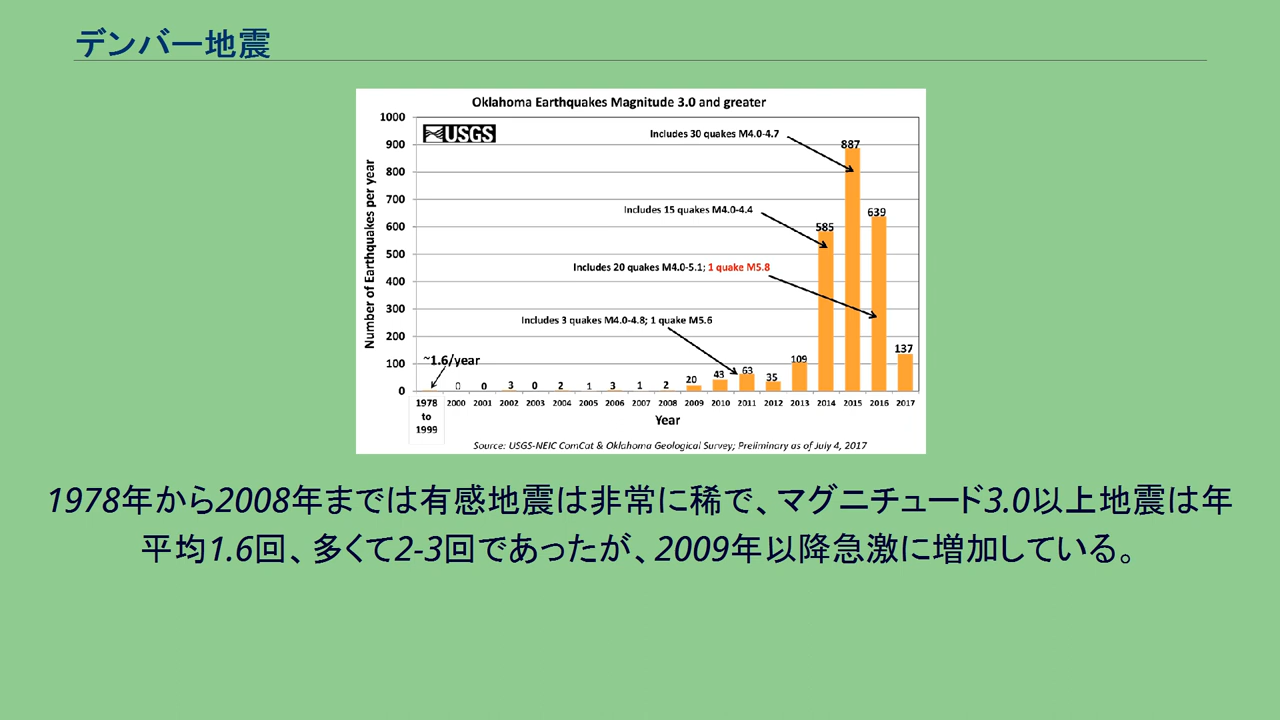 デンバー地震
Oklahoma Earthquakes Magnitude 3.0 and greater
USGS
Number of Earthquakes per year
1000
900
800
700
600
500
400
300
200
100
0
Includes 30 quakes M4.0-4.7
Includes 15 quakes M4.0-4.4
Includes 20 quakes M4.0-5.1; 1 quake M5.8
Includes 3 quakes M4.0-4.8; 1 quake M5.6
~1.6/year
0 0 3 0 2 1 3 1 2 20 43 63 35 109 585 887 639 137
1978 to 1999 2000 2001 2002 2003 2004 2005 2006 2007 2008 2009 2010 2011 2012 2013 2014 2015 2016 2017
Year
Source: USGS-NEIC ComCat & Oklahoma Geological Survey; Preliminary as of July 4, 2017
1978年から2008年までは有感地震は非常に稀で、マグニチュード3.0以上地震は年
平均1.6回、多くて2-3回であったが、2009年以降急激に増加している。